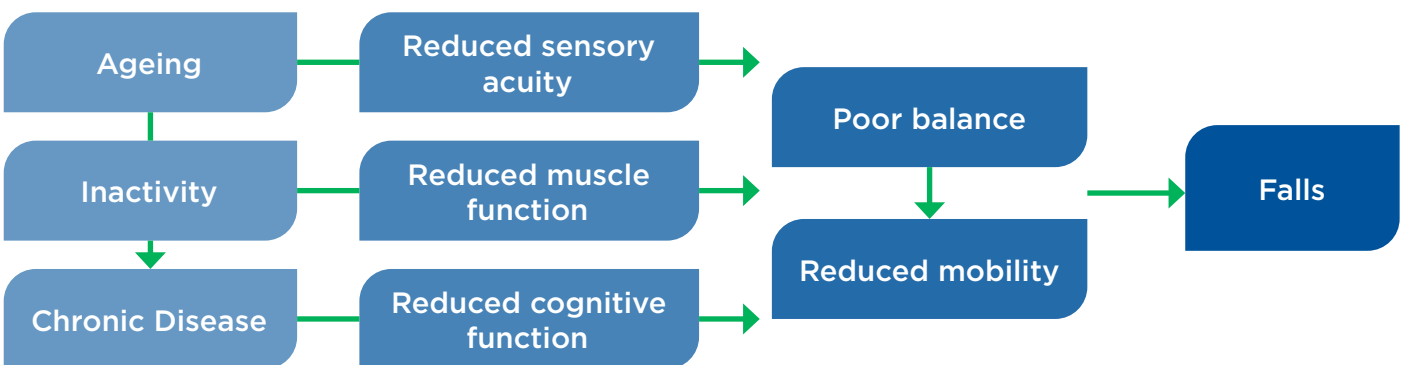 Ageing
Reduced sensory
acuity
Poor balance
Inactivity
Reduced muscle
function
Falls
Reduced mobility
Chronic Disease
Reduced cognitive
function